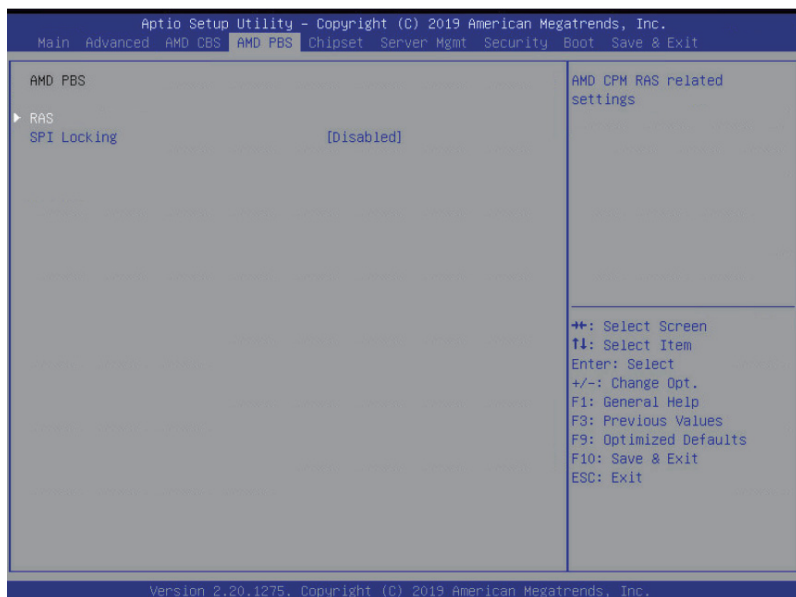 Aptio Setup Utility – Copyright (C) 2019 American Megatrends, Inc.
Main Advanced AMD CBS AMD PBS Chipset Server Mgmt Security Boot Save & Exit
AMD PBS
RAS
SPI Locking [Disabled]
AMD CPM RAS related
settings
→←: Select Screen
↑↓: Select Item
Enter: Select
+/-: Change Opt.
F1: General Help
F3: Previous Values
F9: Optimized Defaults
F10: Save & Exit
ESC: Exit
Version 2.20.1275. Copyright (C) 2019 American Megatrends, Inc.